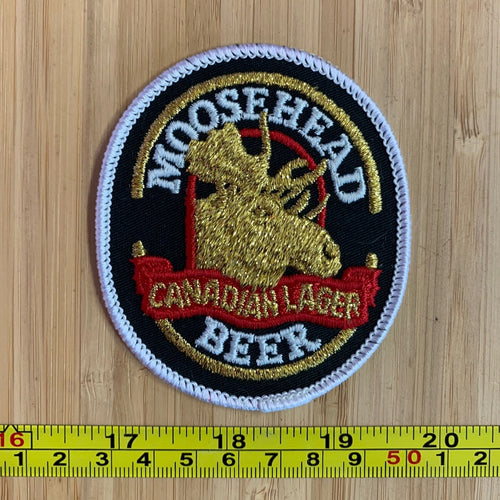 MOOSEHEAD
CANADIAN LAGER
BEER
16 17 18 19 20
1 2 3 4 5 6 7 8 9 50 1 2